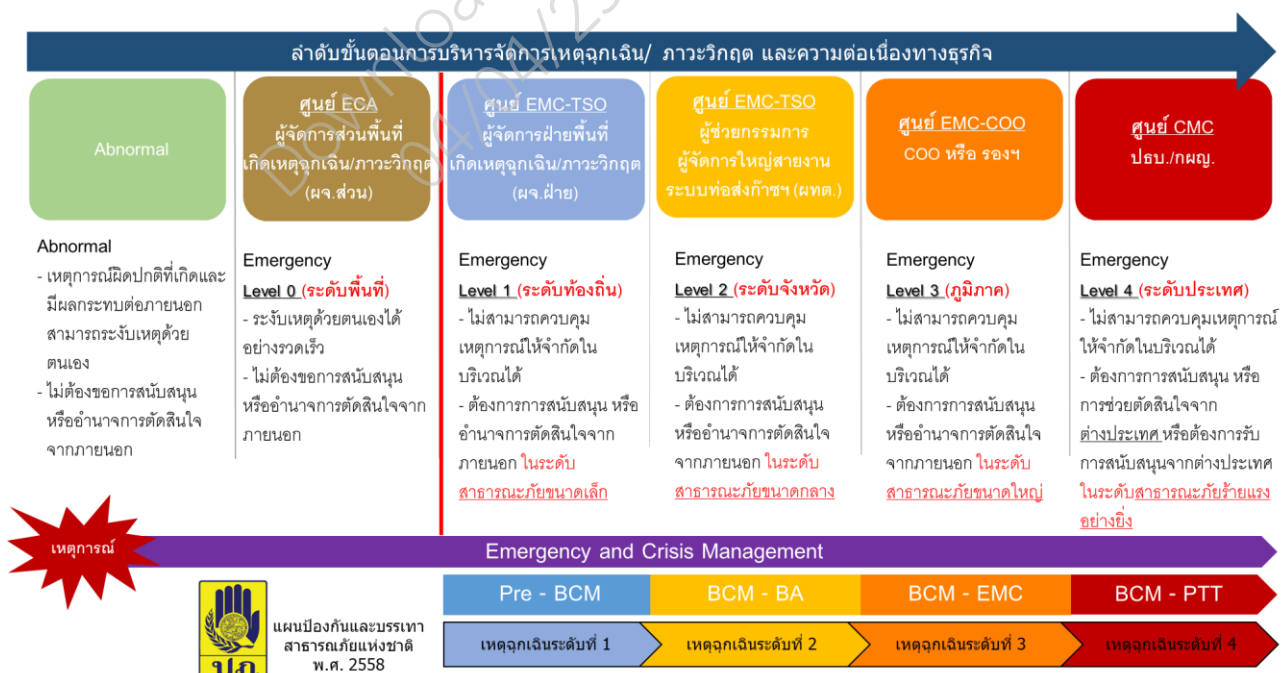 ลำดับขั้นตอนการบริหารจัดการเหตุฉุกเฉิน/ ภาวะวิกฤต และความต่อเนื่องทางธุรกิจ
Abnormal
ศูนย์ ECA
ผู้จัดการส่วนพื้นที่
เกิดเหตุฉุกเฉิน/ภาวะวิกฤต
(ผจ.ส่วน)
ศูนย์ EMC-TSO
ผู้จัดการฝ่ายพื้นที่
เกิดเหตุฉุกเฉิน/ภาวะวิกฤต
(ผจ.ฝ่าย)
ศูนย์ EMC-TSO
ผู้ช่วยกรรมการ
ผู้จัดการใหญ่สายงาน
ระบบท่อส่งก๊าซฯ (ผทต.)
ศูนย์ EMC-COO
COO หรือ รองฯ
ศูนย์ CMC
ปธบ./กผญ.
Abnormal
- เหตุการณ์ผิดปกติที่เกิดและ
มีผลกระทบต่อภายนอก
สามารถระงับเหตุด้วย
ตนเอง
- ไม่ต้องขอการสนับสนุน
หรืออำนาจการตัดสินใจ
จากภายนอก
Emergency
Level 0 (ระดับพื้นที่)
- ระงับเหตุด้วยตนเองได้
อย่างรวดเร็ว
- ไม่ต้องขอการสนับสนุน
หรืออำนาจการตัดสินใจจาก
ภายนอก
Emergency
Level 1 (ระดับท้องถิ่น)
- ไม่สามารถควบคุม
เหตุการณ์ให้จำกัดใน
บริเวณได้
- ต้องการการสนับสนุน หรือ
อำนาจการตัดสินใจจาก
ภายนอก ในระดับ
สาธารณะภัยขนาดเล็ก
Emergency
Level 2 (ระดับจังหวัด)
- ไม่สามารถควบคุม
เหตุการณ์ให้จำกัดใน
บริเวณได้
- ต้องการการสนับสนุน
หรืออำนาจการตัดสินใจ
จากภายนอก ในระดับ
สาธารณะภัยขนาดกลาง
Emergency
Level 3 (ภูมิภาค)
- ไม่สามารถควบคุม
เหตุการณ์ให้จำกัดใน
บริเวณได้
- ต้องการการสนับสนุน
หรืออำนาจการตัดสินใจ
จากภายนอก ในระดับ
สาธารณะภัยขนาดใหญ่
Emergency
Level 4 (ระดับประเทศ)
- ไม่สามารถควบคุมเหตุการณ์
ให้จำกัดในบริเวณได้
- ต้องการการสนับสนุน หรือ
การช่วยตัดสินใจจาก
ต่างประเทศ หรือต้องการรับ
การสนับสนุนจากต่างประเทศ
ในระดับสาธารณะภัยร้ายแรง
อย่างยิ่ง
เหตุการณ์
Emergency and Crisis Management
Pre - BCM
BCM - BA
BCM - EMC
BCM - PTT
ปภ
แผนป้องกันและบรรเทา
สาธารณภัยแห่งชาติ
พ.ศ. 2558
เหตุฉุกเฉินระดับที่ 1
เหตุฉุกเฉินระดับที่ 2
เหตุฉุกเฉินระดับที่ 3
เหตุฉุกเฉินระดับที่ 4